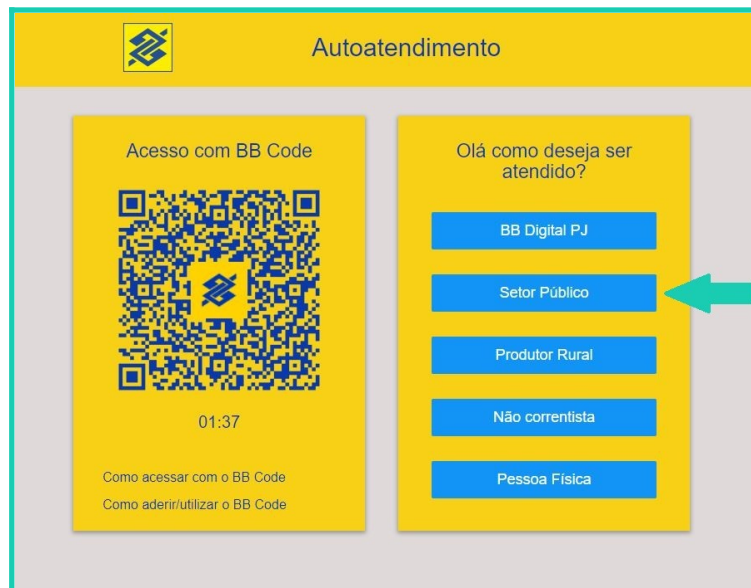 Autoatendimento
Acesso com BB Code
01:37
Como acessar com o BB Code
Como aderir/utilizar o BB Code
Olá como deseja ser
atendido?
BB Digital PJ
Setor Público
Produtor Rural
Não correntista
Pessoa Física